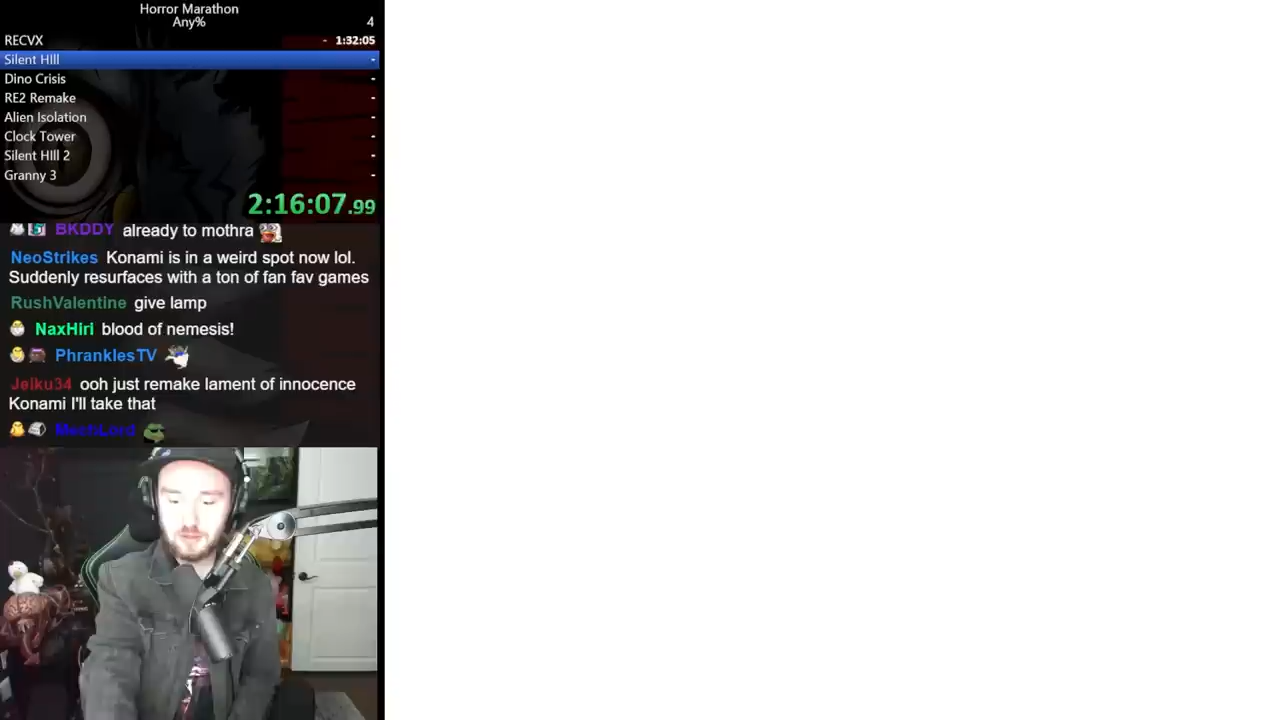 Horror Marathon
Any%
4
RECVX - 1:32:05
Silent HIll -
Dino Crisis -
RE2 Remake -
Alien Isolation -
Clock Tower -
Silent HIll 2 -
Granny 3 -
2:16:07.99
BKDDY already to mothra
NeoStrikes Konami is in a weird spot now lol.
Suddenly resurfaces with a ton of fan fav games
RushValentine give lamp
NaxHiri blood of nemesis!
PhranklesTV
Jeiku34 ooh just remake lament of innocence
Konami I'll take that
MechLord